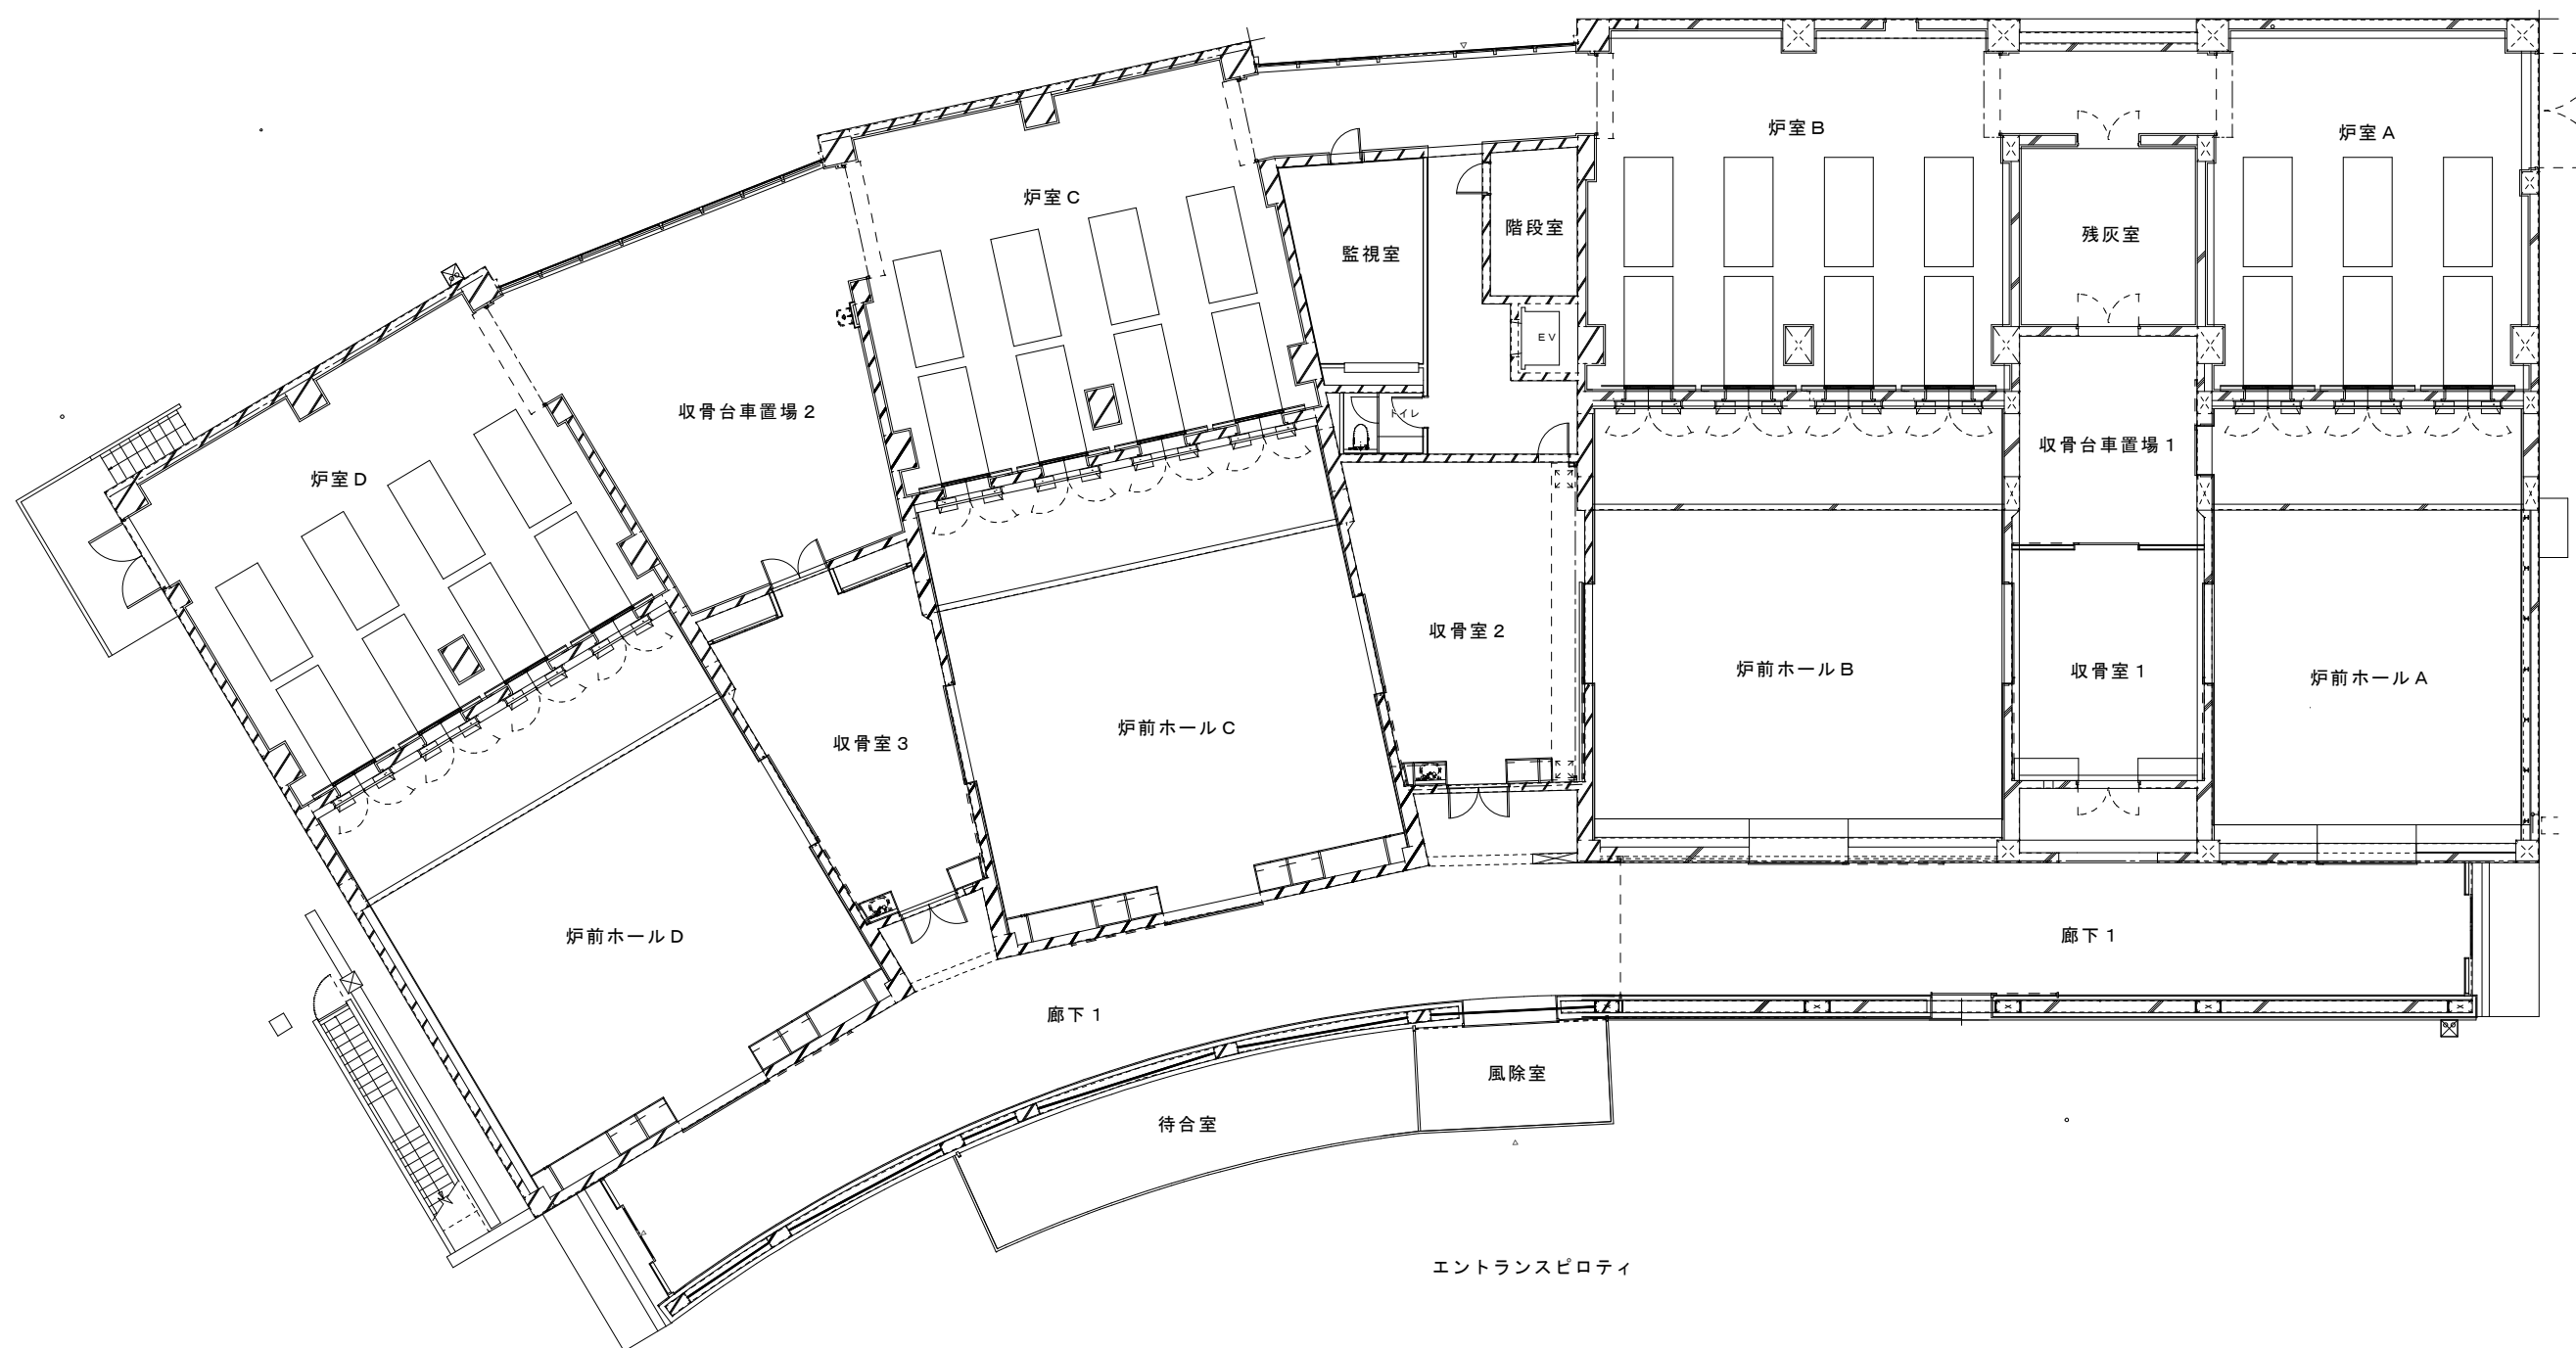 炉室B
炉室A
炉室C
階段室
残灰室
監視室
EV
収骨台車置場2
トイレ
収骨台車置場1
炉室D
収骨室2
炉前ホールB
収骨室1
炉前ホールA
炉前ホールC
収骨室3
炉前ホールD
廊下1
廊下1
風除室
待合室
エントランスピロティ